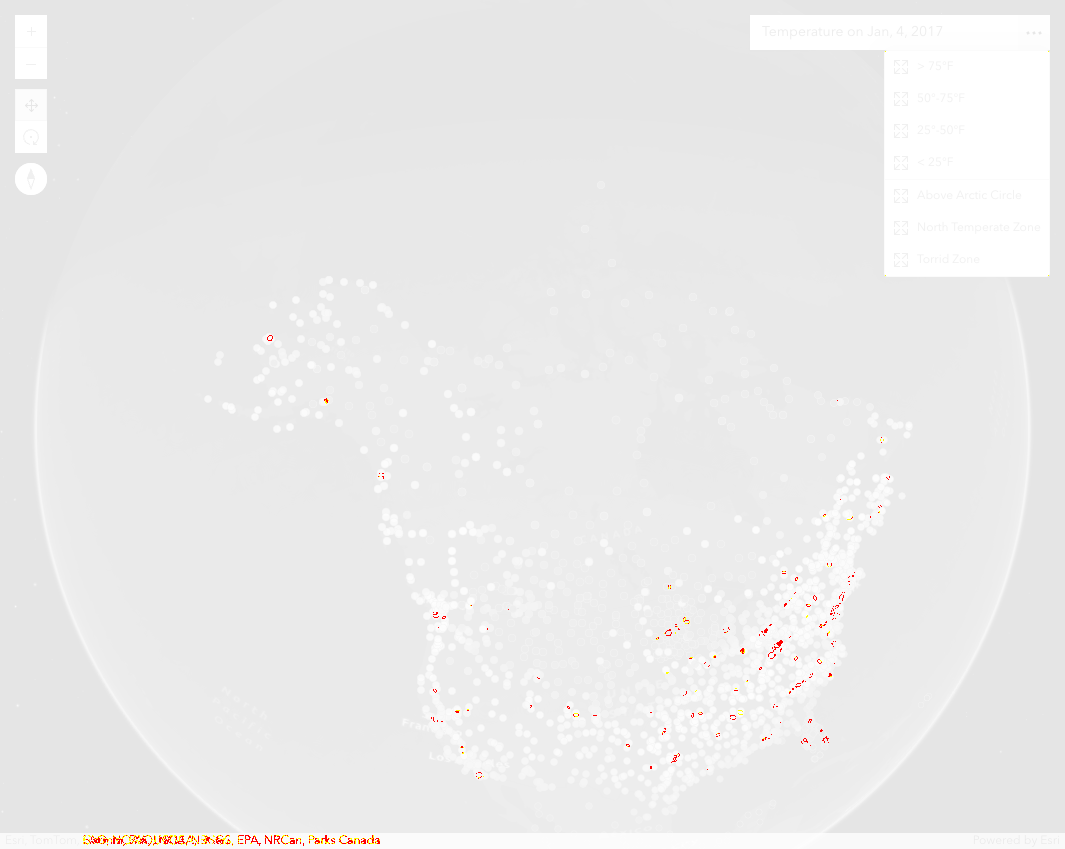 Temperature on Jan, 4, 2017
> 75°F
50°-75°F
25°-50°F
< 25°F
Above Arctic Circle
North Temperate Zone
Torrid Zone
Esri, TomTom, EPA, NRCan, Parks Canada
Powered by Esri